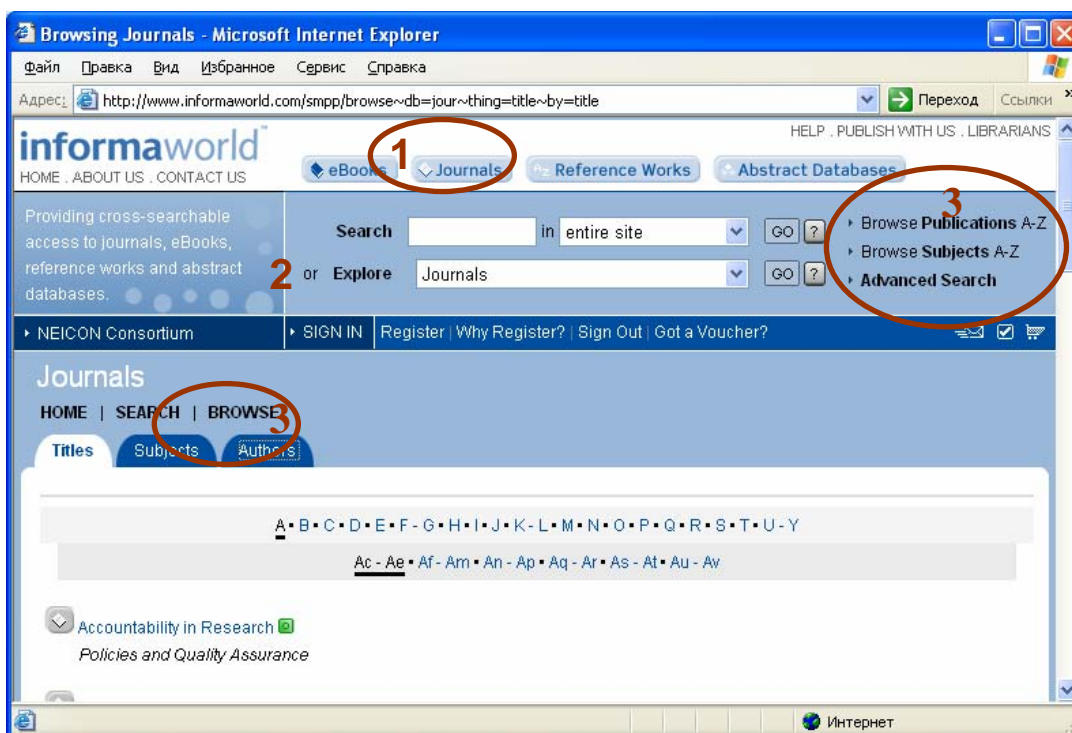 Browsing Journals - Microsoft Internet Explorer
Файл Правка Вид Избранное Сервис Справка
Адрес: http://www.informaworld.com/smpp/browse~db=jour~thing=title~by=title Переход Ссылки »
HELP . PUBLISH WITH US . LIBRARIANS
informaworld™
HOME . ABOUT US . CONTACT US
1
eBooks Journals Reference Works Abstract Databases
Providing cross-searchable
access to journals, eBooks,
reference works and abstract
databases.
Search in entire site GO ?
2 or Explore Journals GO ?
3
Browse Publications A-Z
Browse Subjects A-Z
Advanced Search
NEICON Consortium SIGN IN Register | Why Register? | Sign Out | Got a Voucher?
Journals
HOME | SEARCH | BROWSE
3
Titles Subjects Authors
A ▪ B ▪ C ▪ D ▪ E ▪ F - G ▪ H ▪ I ▪ J ▪ K - L ▪ M ▪ N ▪ O ▪ P ▪ Q ▪ R ▪ S ▪ T ▪ U - Y
Ac - Ae ▪ Af - Am ▪ An - Ap ▪ Aq - Ar ▪ As - At ▪ Au - Av
Accountability in Research
Policies and Quality Assurance
Интернет